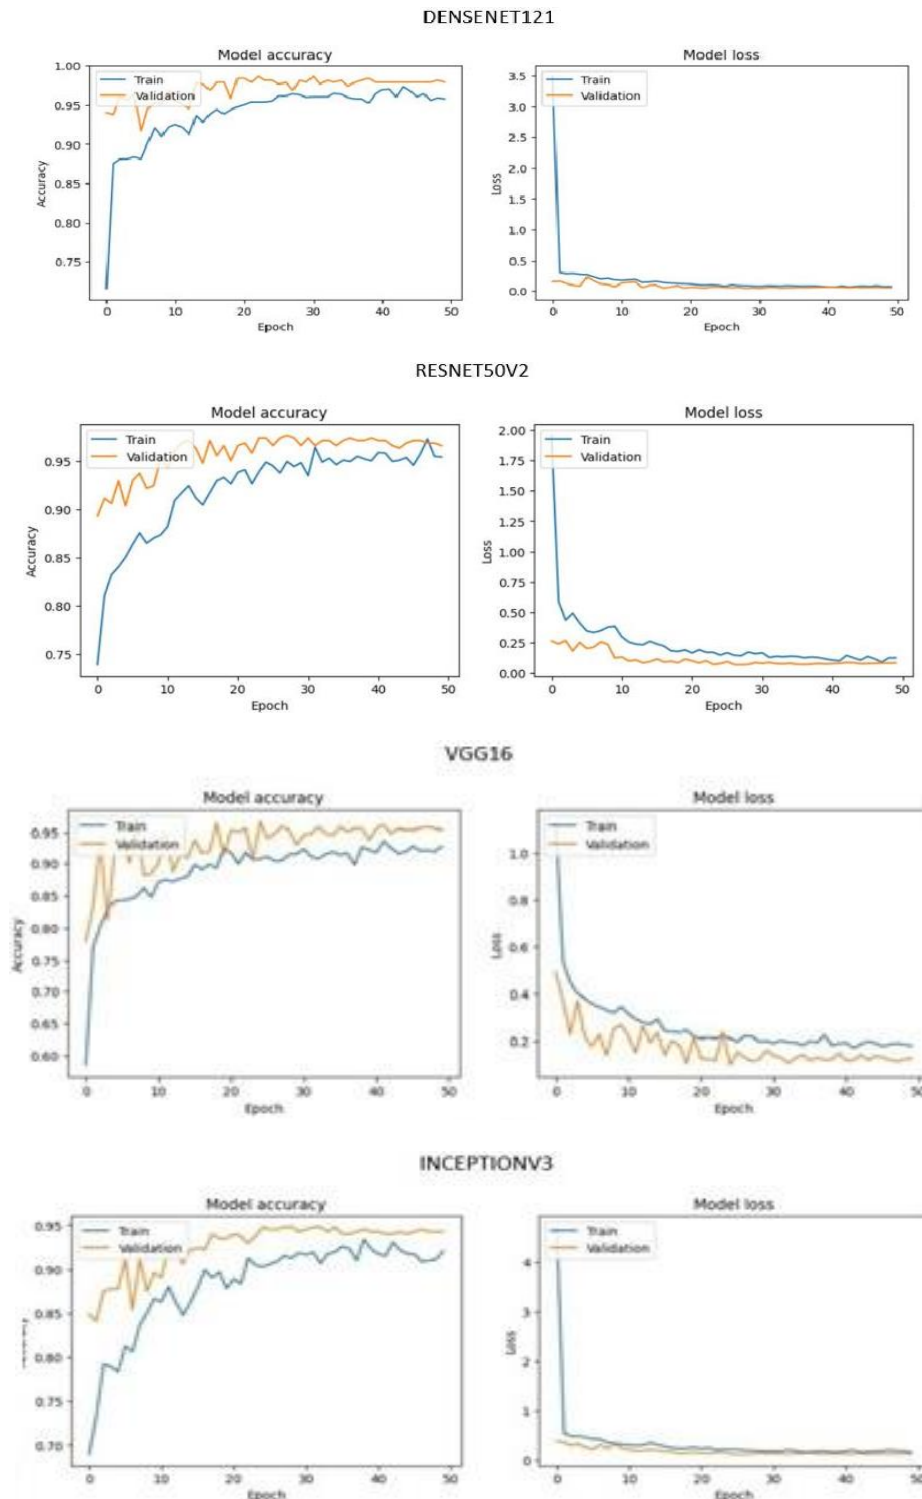 DENSENET121
Model accuracy
Train
Validation
1.00
0.95
0.90
0.85
0.80
0.75
Accuracy
0 10 20 30 40 50
Epoch
Model loss
Train
Validation
3.5
3.0
2.5
2.0
1.5
1.0
0.5
0.0
Loss
0 10 20 30 40 50
Epoch
RESNET50V2
Model accuracy
Train
Validation
0.95
0.90
0.85
0.80
0.75
Accuracy
0 10 20 30 40 50
Epoch
Model loss
Train
Validation
2.00
1.75
1.50
1.25
1.00
0.75
0.50
0.25
0.00
Loss
0 10 20 30 40 50
Epoch
VGG16
Model accuracy
Train
Validation
0.95
0.90
0.85
0.80
0.75
0.70
0.65
0.60
Accuracy
0 10 20 30 40 50
Epoch
Model loss
Train
Validation
1.0
0.8
0.6
0.4
0.2
Loss
0 10 20 30 40
Epoch
INCEPTIONV3
Model accuracy
Train
Validation
0.95
0.90
0.85
0.80
0.75
0.70
0 10 20 30 40 50
Epoch
Model loss
Train
Validation
4
3
2
1
0
Loss
0 10 20 30 40
Epoch